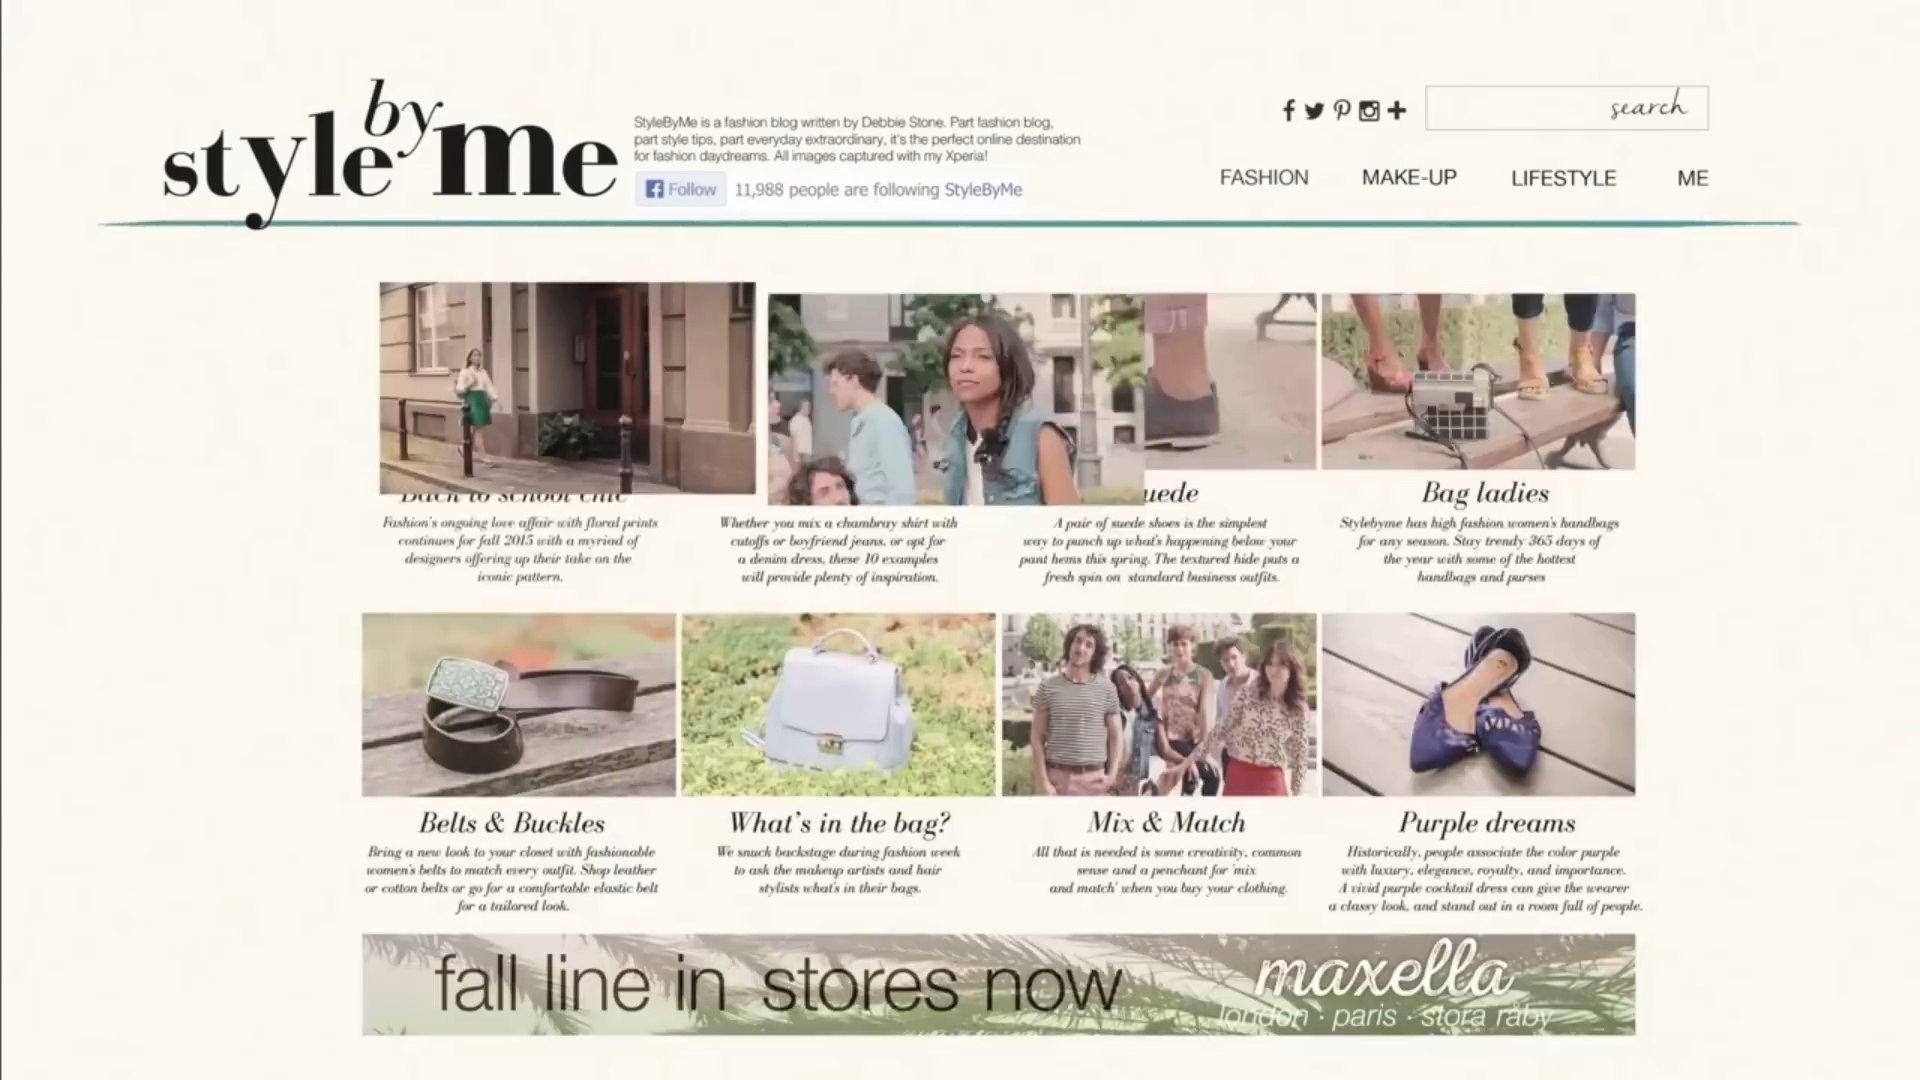 style by me
StyleByMe is a fashion blog written by Debbie Stone. Part fashion blog,
part style tips, part everyday extraordinary, it's the perfect online destination
for fashion daydreams. All images captured with my Xperia!
Follow
11,988 people are following StyleByMe
search
FASHION MAKE-UP LIFESTYLE ME
Back to school chic
Fashion's ongoing love affair with floral prints
continues for fall 2015 with a myriad of
designers offering up their take on the
iconic pattern.
Whether you mix a chambray shirt with
cutoffs or boyfriend jeans, or opt for
a denim dress, these 10 examples
will provide plenty of inspiration.
uede
A pair of suede shoes is the simplest
way to punch up what's happening below your
pant hems this spring. The textured hide puts a
fresh spin on standard business outfits.
Bag ladies
Stylebyme has high fashion women's handbags
for any season. Stay trendy 365 days of
the year with some of the hottest
handbags and purses
Belts & Buckles
Bring a new look to your closet with fashionable
women's belts to match every outfit. Shop leather
or cotton belts or go for a comfortable elastic belt
for a tailored look.
What's in the bag?
We snuck backstage during fashion week
to ask the makeup artists and hair
stylists what's in their bags.
Mix & Match
All that is needed is some creativity, common
sense and a penchant for 'mix
and match' when you buy your clothing.
Purple dreams
Historically, people associate the color purple
with luxury, elegance, royalty, and importance.
A vivid purple cocktail dress can give the wearer
a classy look, and stand out in a room full of people.
fall line in stores now
maxella
london · paris · stora råby